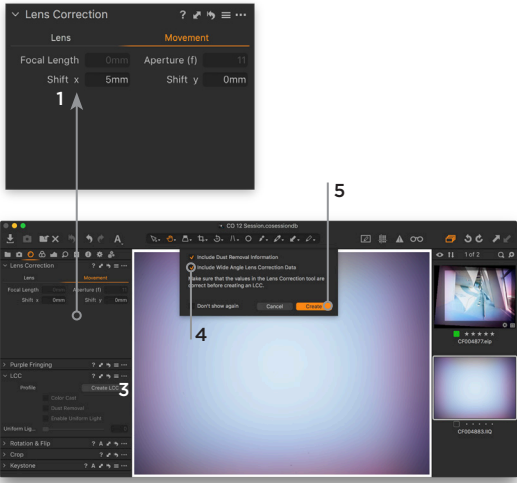 Lens Correction ?
Lens Movement
Focal Length 0mm Aperture (f) 11
Shift x 5mm Shift y 0mm
1
5
CO 12 Session.cosessiondb
Lens Correction ?
Lens Movement
Focal Length 0mm Aperture (f) 11
Shift x 0mm Shift y 0mm
Include Dust Removal Information
Include Wide Angle Lens Correction Data
Make sure that the values in the Lens Correction tool are
correct before creating an LCC.
Don't show again Cancel Create
4
1 of 2
CF004877.eip
Purple Fringing ?
LCC ?
Profile Create LCC
3
Color Cast
Dust Removal
Enable Uniform Light
Uniform Lig...
Rotation & Flip ? A
Crop ?
Keystone ? A
CF004883.IIQ